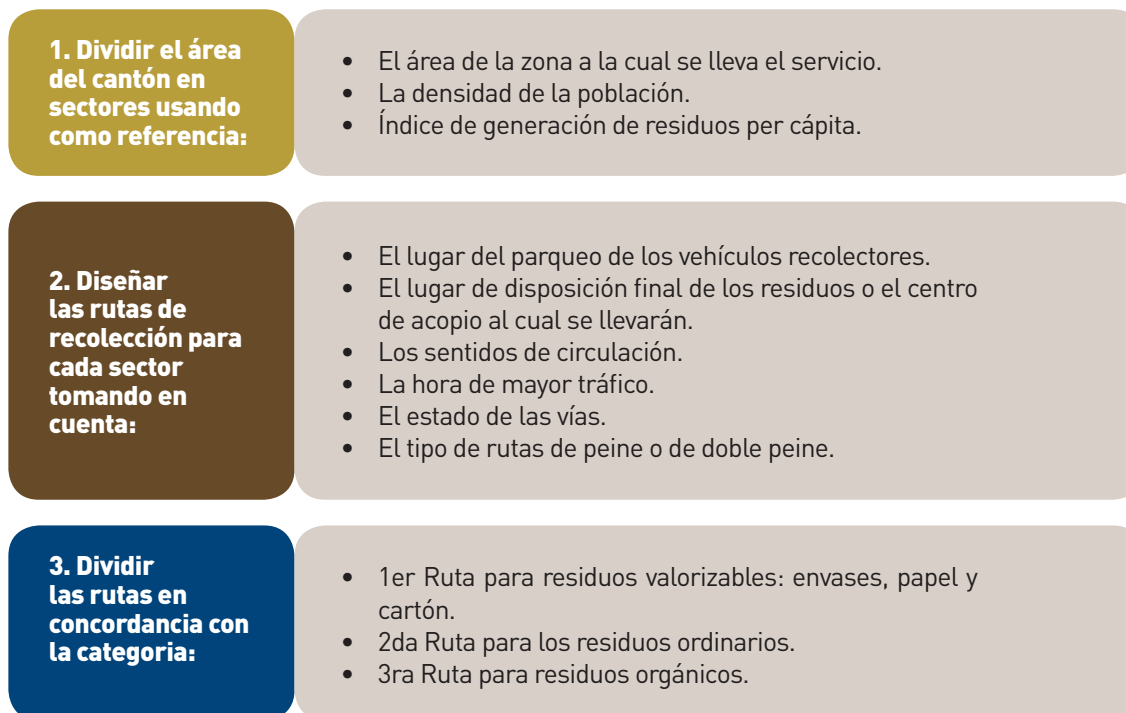 1. Dividir el área
del cantón en
sectores usando
como referencia:
• El área de la zona a la cual se lleva el servicio.
• La densidad de la población.
• Índice de generación de residuos per cápita.
2. Diseñar
las rutas de
recolección para
cada sector
tomando en
cuenta:
• El lugar del parqueo de los vehículos recolectores.
• El lugar de disposición final de los residuos o el centro
de acopio al cual se llevarán.
• Los sentidos de circulación.
• La hora de mayor tráfico.
• El estado de las vías.
• El tipo de rutas de peine o de doble peine.
3. Dividir
las rutas en
concordancia con
la categoria:
• 1er Ruta para residuos valorizables: envases, papel y
cartón.
• 2da Ruta para los residuos ordinarios.
• 3ra Ruta para residuos orgánicos.